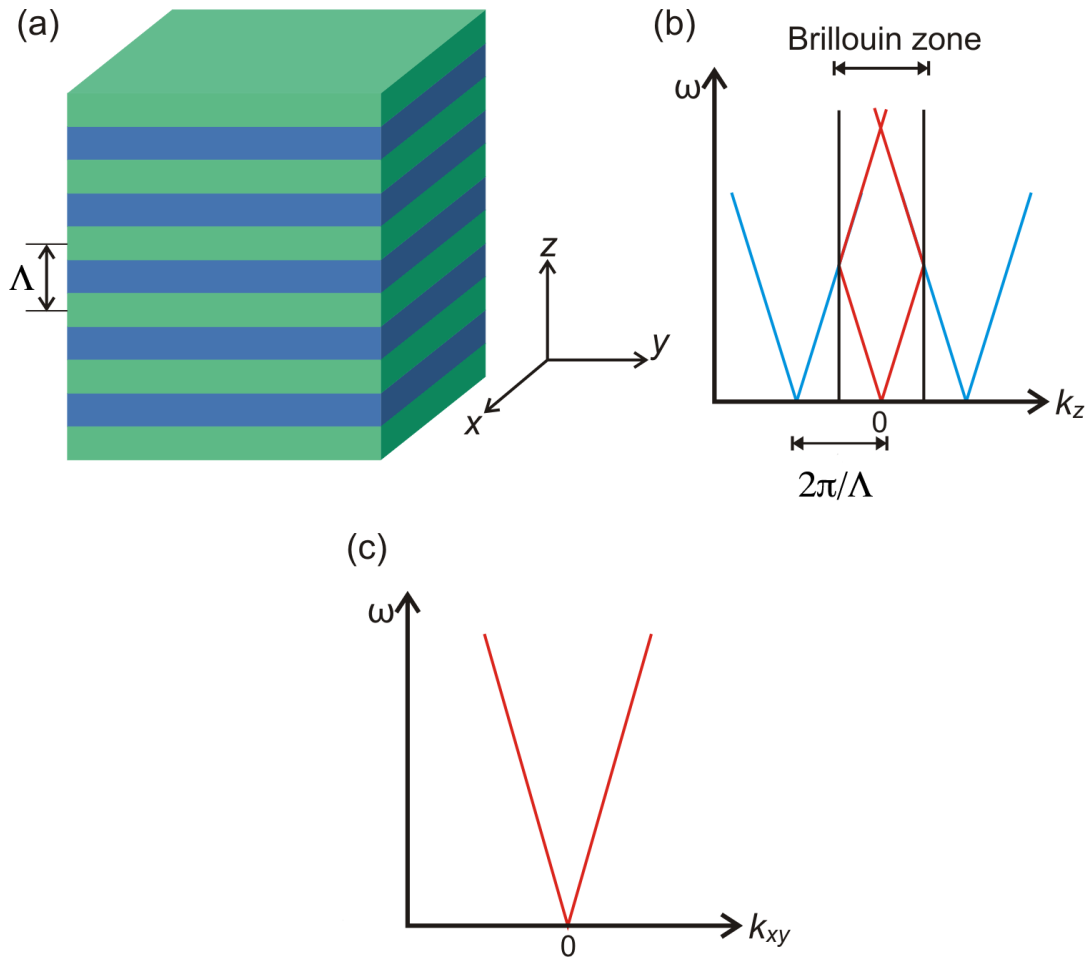 (a)
Λ
z
y
x
(b)
Brillouin zone
ω
k_z
0
2π/Λ
(c)
ω
k_xy
0